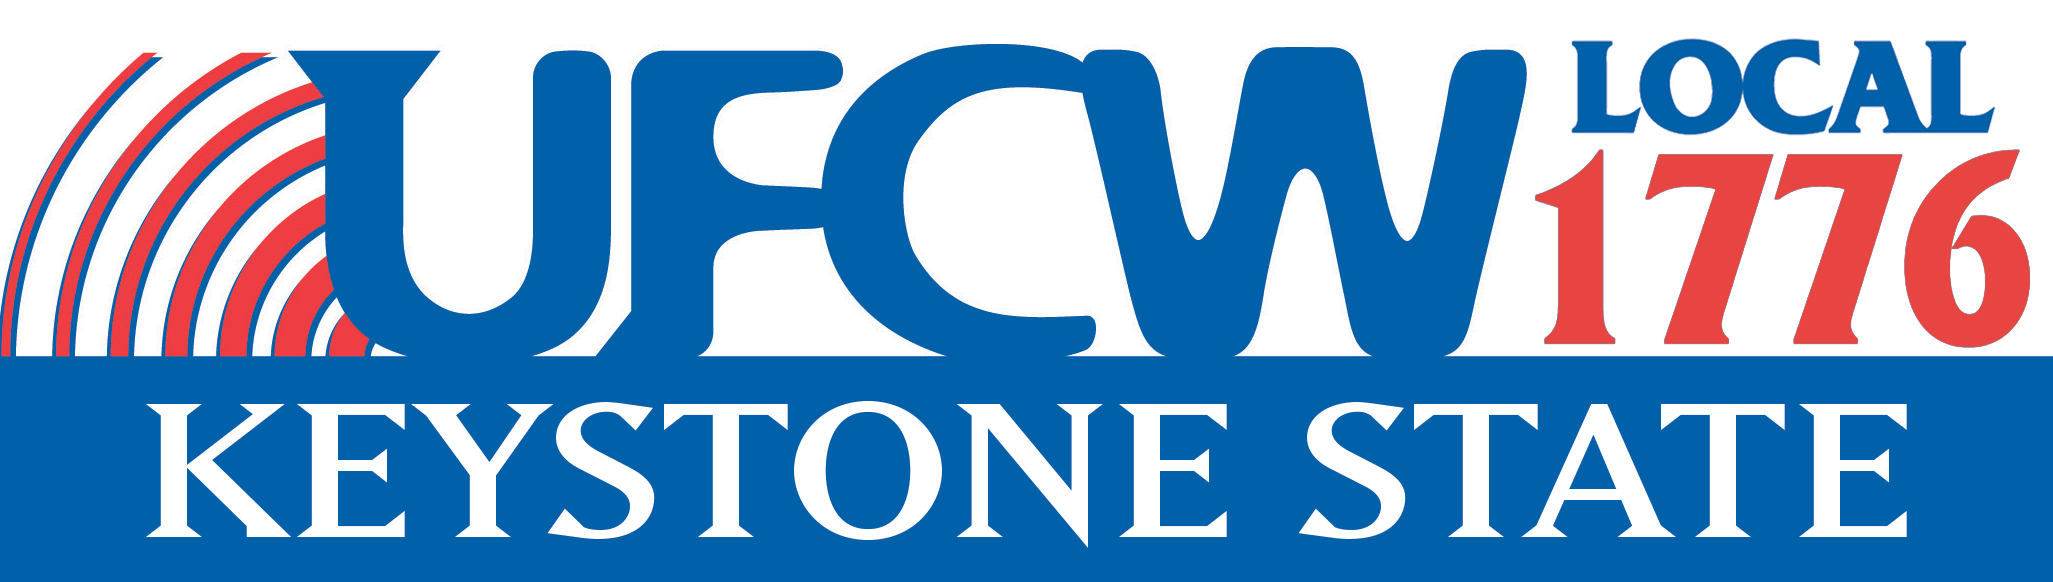 UFCW LOCAL
1776
KEYSTONE STATE